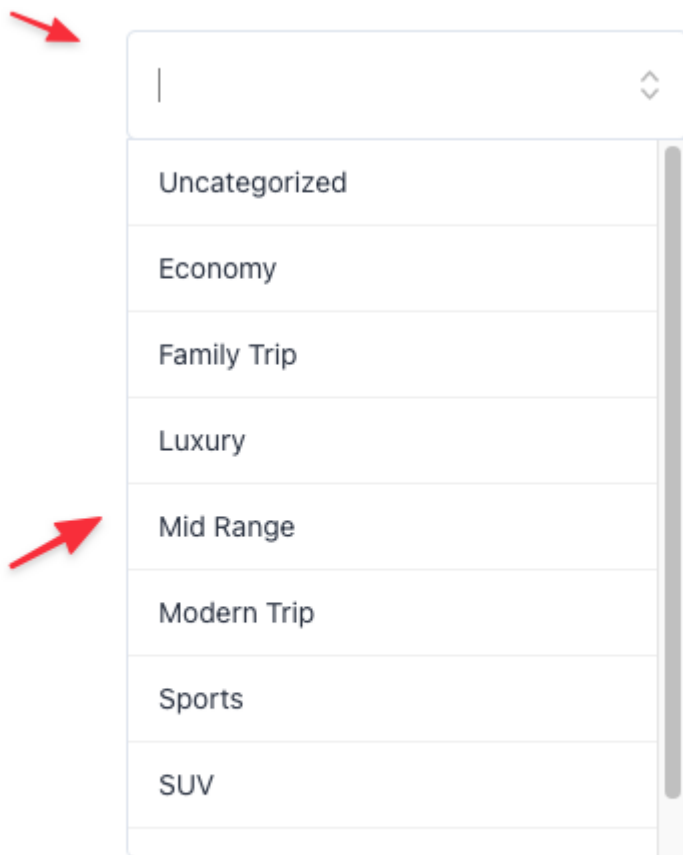 Uncategorized
Economy
Family Trip
Luxury
Mid Range
Modern Trip
Sports
SUV